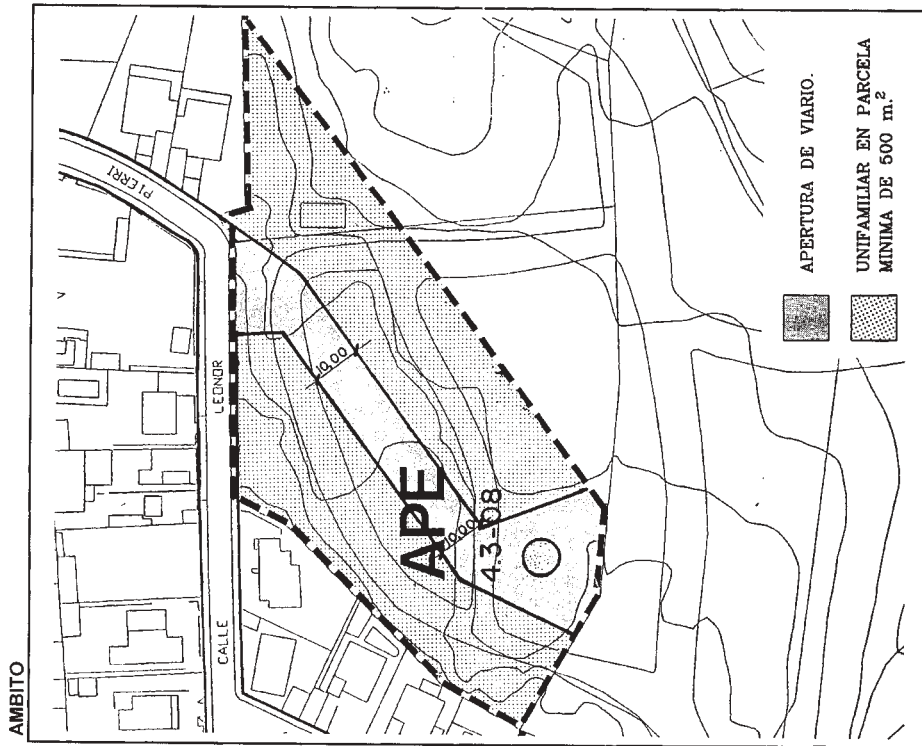 AMBITO
PIERRI
LEONOR
CALLE
10,00
APE
10,00
4.3-08
APERTURA DE VIARIO.
UNIFAMILIAR EN PARCELA
MINIMA DE 500 m.²